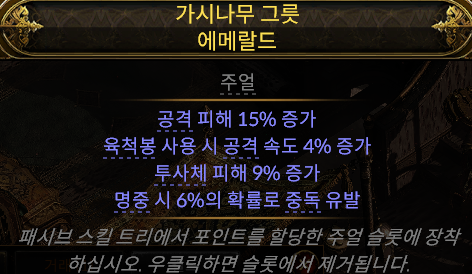 가시나무 그릇
에메랄드
주얼
공격 피해 15% 증가
육척봉 사용 시 공격 속도 4% 증가
투사체 피해 9% 증가
명중 시 6%의 확률로 중독 유발
패시브 스킬 트리에서 포인트를 할당한 주얼 슬롯에 장착
하십시오. 우클릭하면 슬롯에서 제거됩니다.